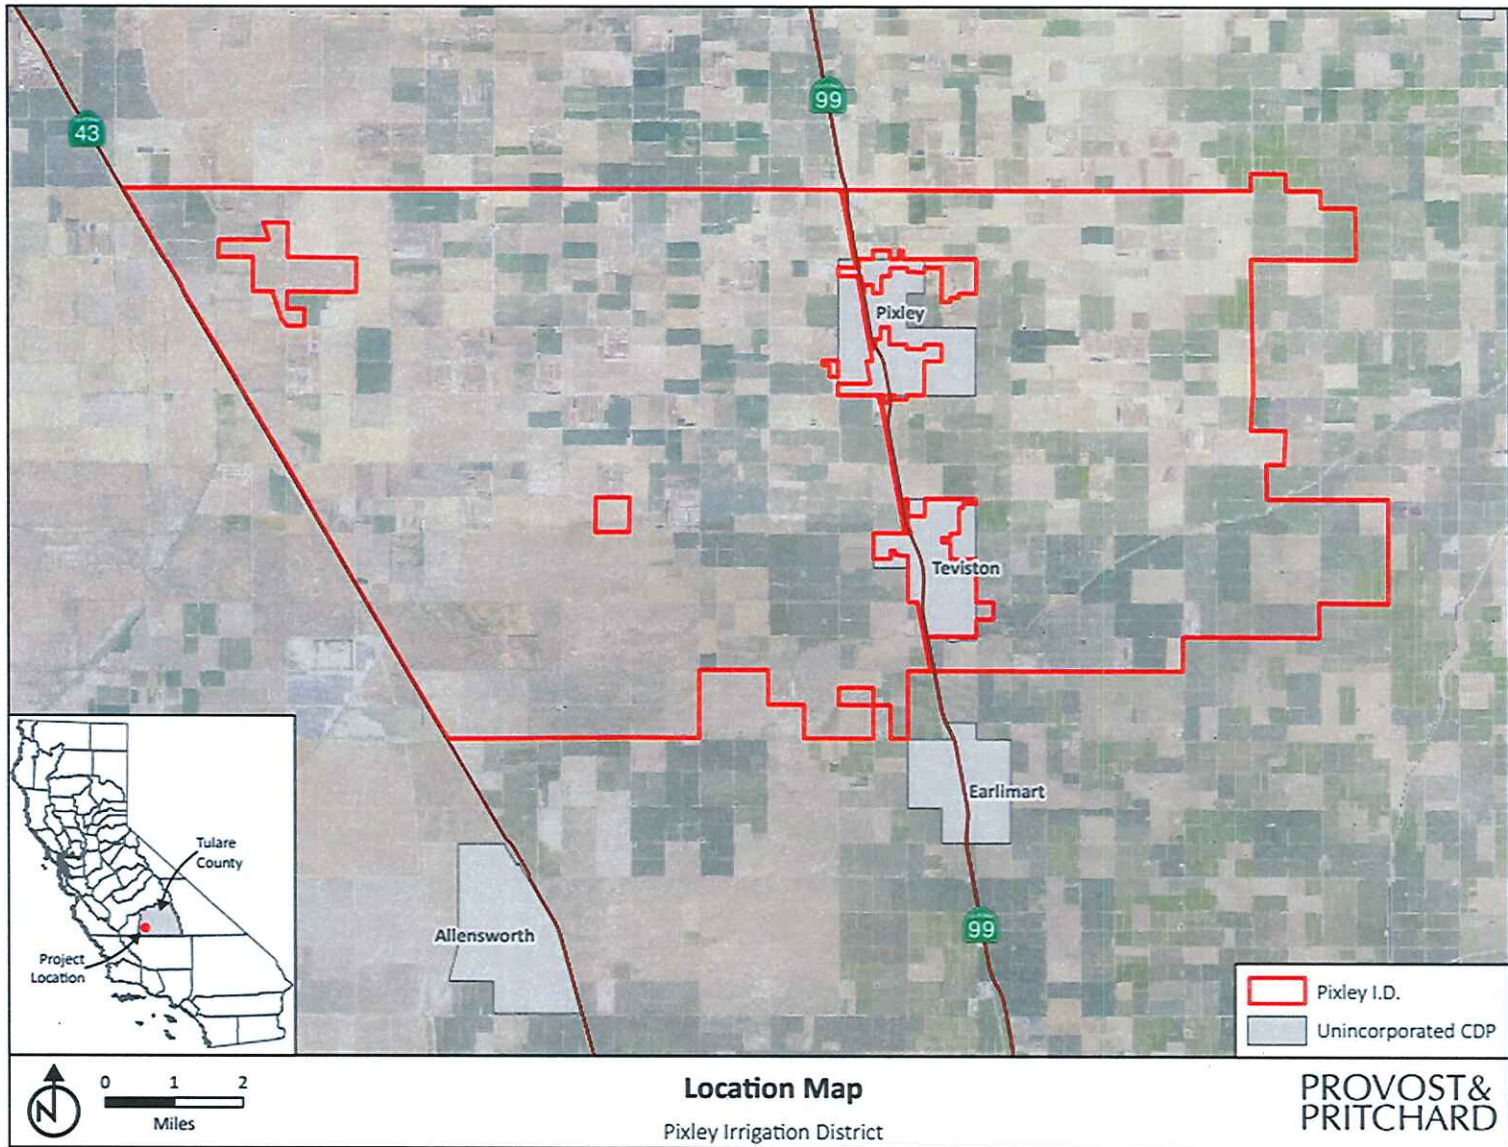 99
43
Pixley
Teviston
Earlimart
Tulare
County
Allensworth
99
Project
Location
Pixley I.D.
Unincorporated CDP
0 1 2
Miles
N
Location Map
Pixley Irrigation District
PROVOST&
PRITCHARD